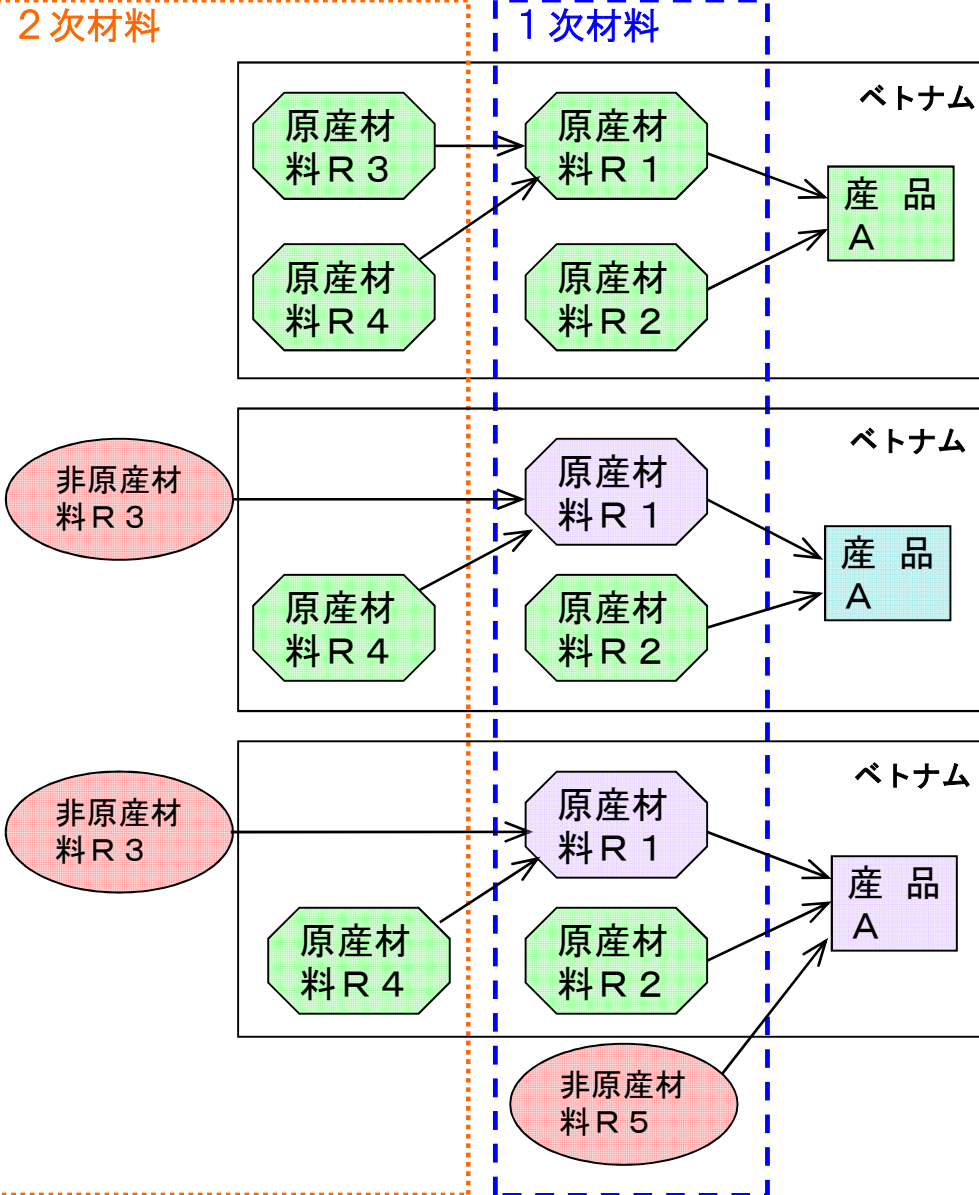 ２次材料
１次材料
ベトナム
原産材
料Ｒ３
原産材
料Ｒ１
産 品
Ａ
原産材
料Ｒ４
原産材
料Ｒ２
ベトナム
非原産材
料Ｒ３
原産材
料Ｒ１
産 品
Ａ
原産材
料Ｒ４
原産材
料Ｒ２
ベトナム
非原産材
料Ｒ３
原産材
料Ｒ１
産 品
Ａ
原産材
料Ｒ４
原産材
料Ｒ２
非原産材
料Ｒ５